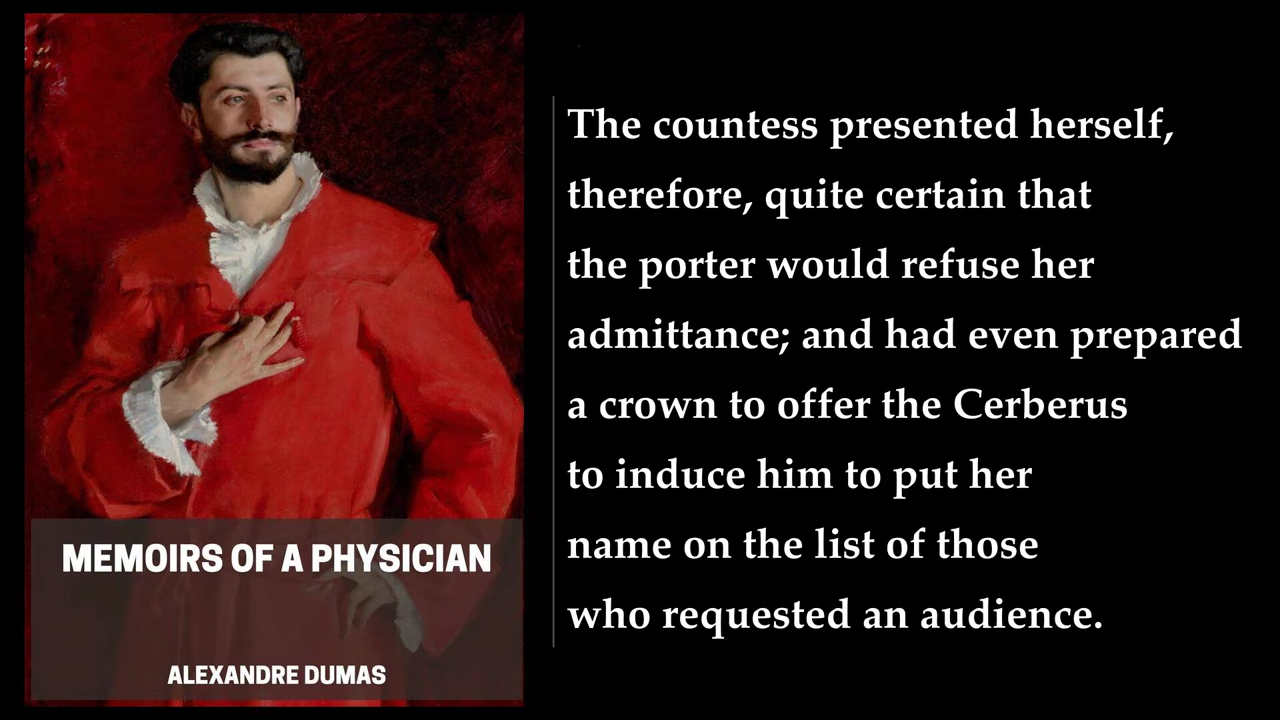 MEMOIRS OF A PHYSICIAN
ALEXANDRE DUMAS
The countess presented herself,
therefore, quite certain that
the porter would refuse her
admittance; and had even prepared
a crown to offer the Cerberus
to induce him to put her
name on the list of those
who requested an audience.